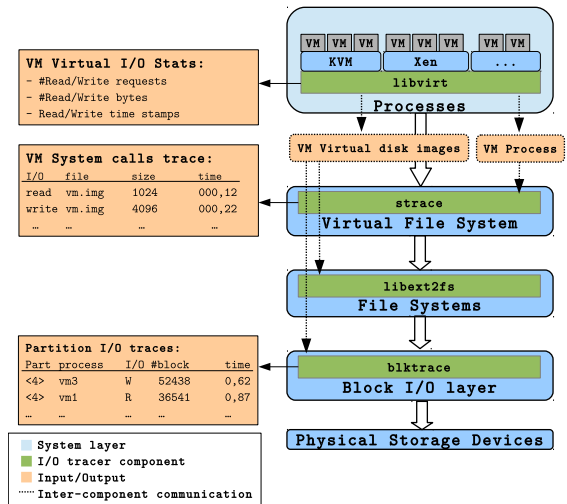 VM VM VM VM VM VM VM VM
KVM Xen ...
libvirt
Processes
VM Virtual I/O Stats:
- #Read/Write requests
- #Read/Write bytes
- Read/Write time stamps
VM Virtual disk images
VM Process
VM System calls trace:
I/O file size time
read vm.img 1024 000,12
write vm.img 4096 000,22
… … … …
strace
Virtual File System
libext2fs
File Systems
Partition I/O traces:
Part process I/O #block time
<4> vm3 W 52438 0,62
<4> vm1 R 36541 0,87
… … … … …
blktrace
Block I/O layer
Physical Storage Devices
System layer
I/O tracer component
Input/Output
Inter-component communication